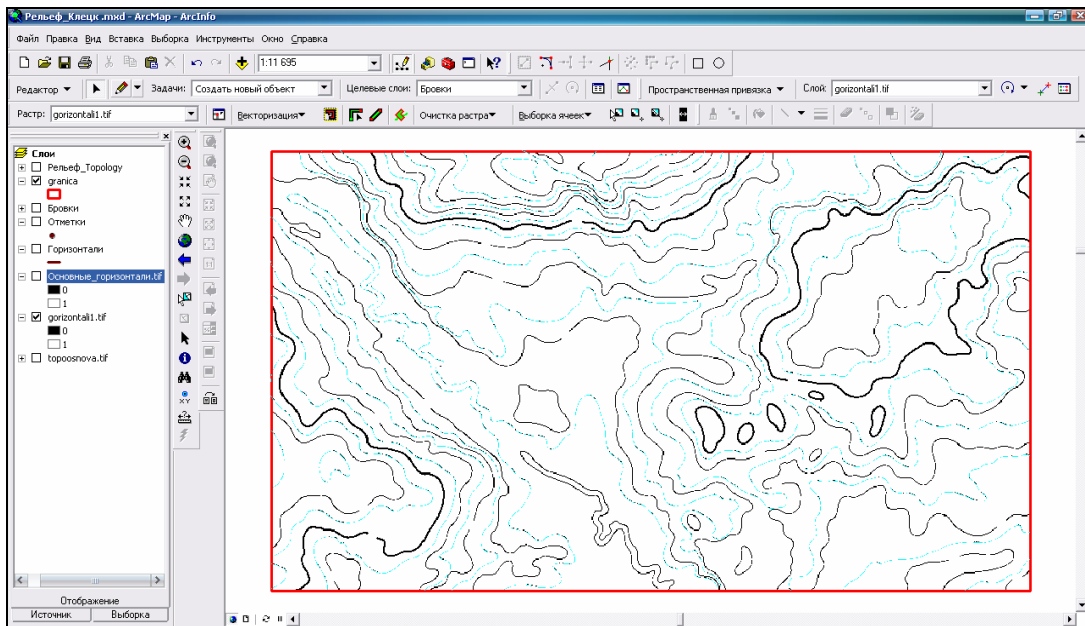 Рельеф_Клецк .mxd - ArcMap - ArcInfo
Файл Правка Вид Вставка Выборка Инструменты Окно Справка
1:11 695
Редактор Задачи: Создать новый объект Целевые слои: Бровки Пространственная привязка Слой: gorizontali1.tif
Растр: gorizontali1.tif Векторизация Очистка растра Выборка ячеек
Слои
Рельеф_Topology
granica
Бровки
Отметки
Горизонтали
Основные_горизонтали.tif
0
1
gorizontali1.tif
0
1
topoosnova.tif
XY
Отображение
Источник Выборка